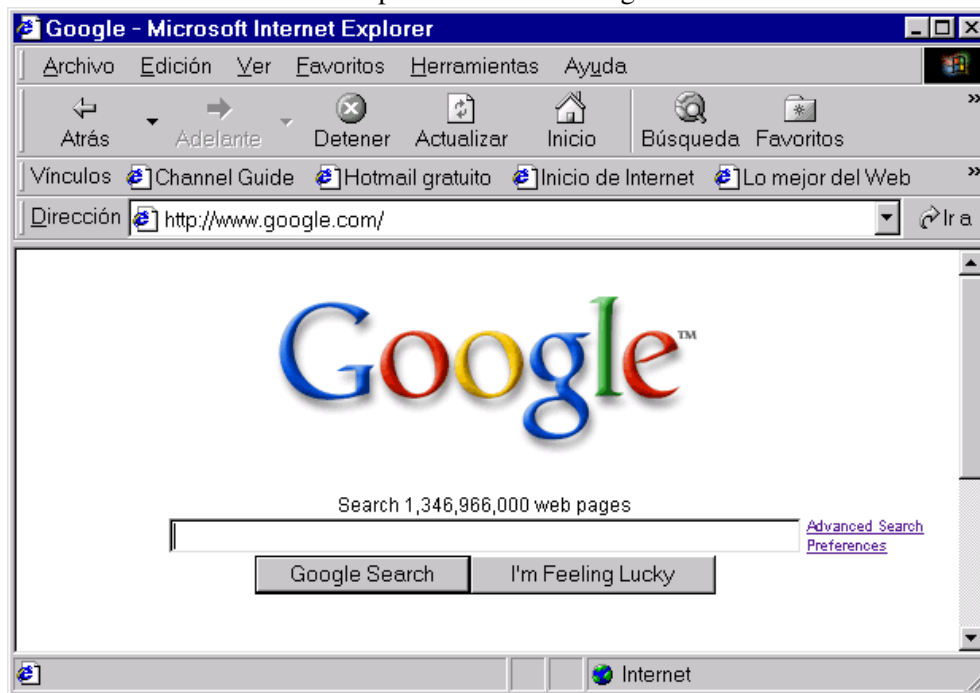 Google - Microsoft Internet Explorer
Archivo Edición Ver Favoritos Herramientas Ayuda
Atrás Adelante Detener Actualizar Inicio Búsqueda Favoritos »
Vínculos Channel Guide Hotmail gratuito Inicio de Internet Lo mejor del Web »
Dirección http://www.google.com/ Ir a
Google™
Search 1,346,966,000 web pages
Advanced Search
Preferences
Google Search I'm Feeling Lucky
Internet